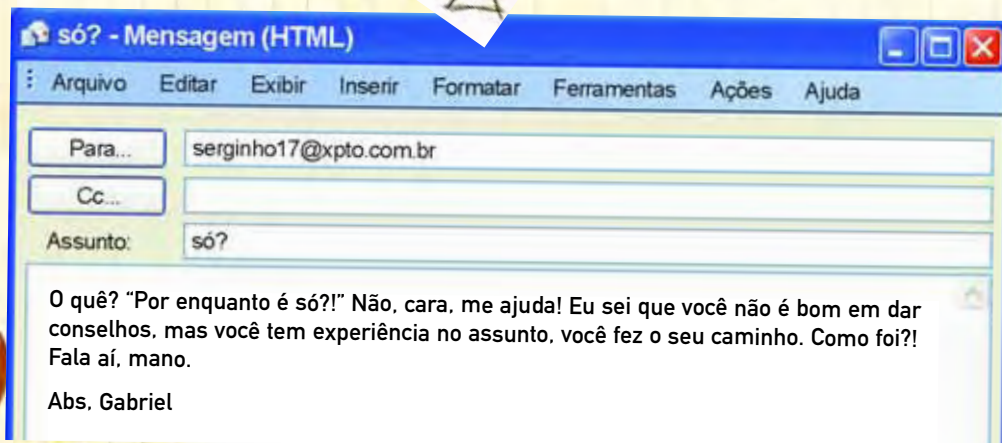 só? - Mensagem (HTML)
Arquivo Editar Exibir Inserir Formatar Ferramentas Ações Ajuda
Para... serginho17@xpto.com.br
Cc...
Assunto: só?
O quê? “Por enquanto é só?!” Não, cara, me ajuda! Eu sei que você não é bom em dar
conselhos, mas você tem experiência no assunto, você fez o seu caminho. Como foi?!
Fala aí, mano.
Abs, Gabriel